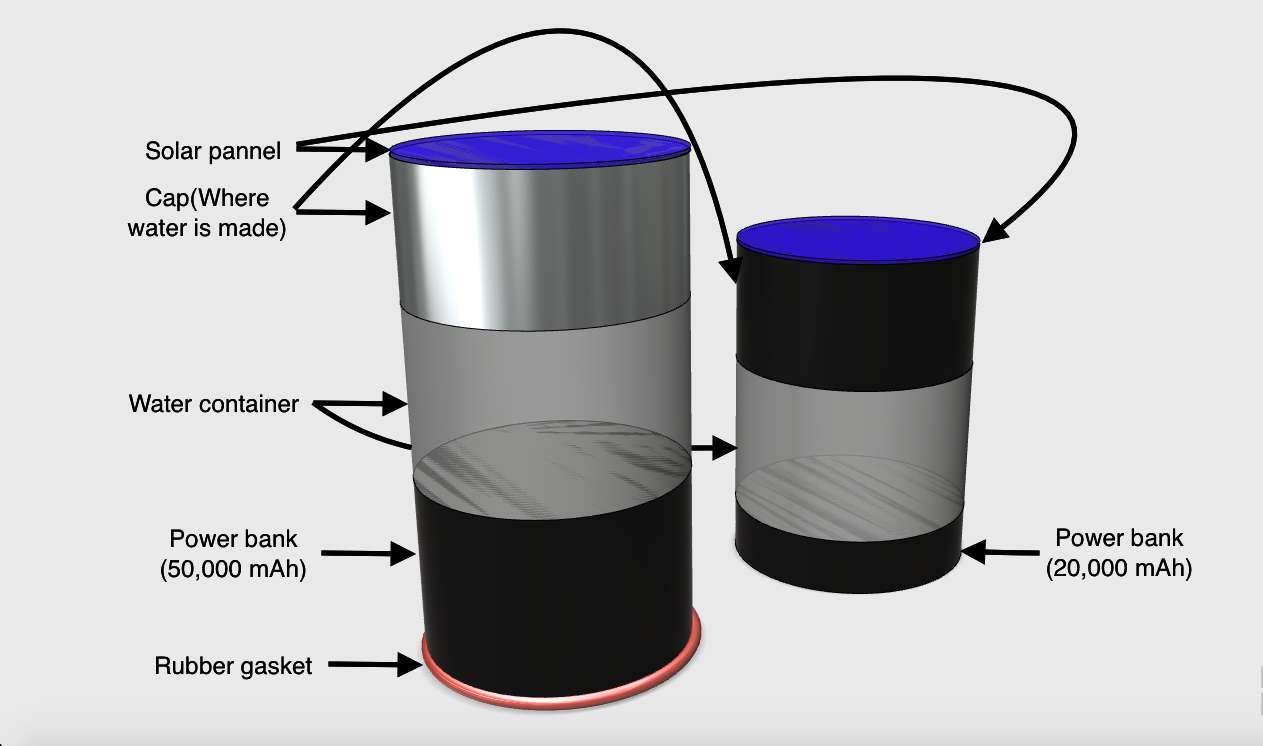 Solar pannel
Cap(Where
water is made)
Water container
Power bank
(50,000 mAh)
Power bank
(20,000 mAh)
Rubber gasket